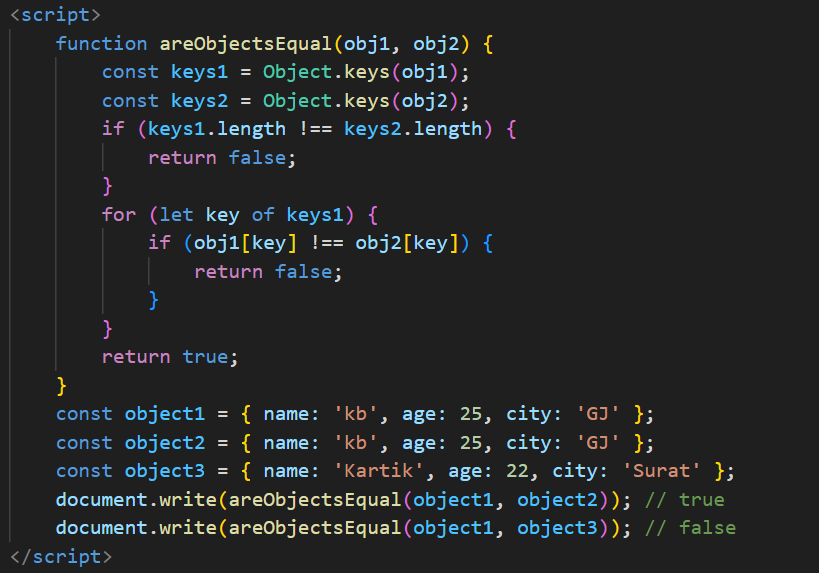 <script>
    function areObjectsEqual(obj1, obj2) {
        const keys1 = Object.keys(obj1);
        const keys2 = Object.keys(obj2);
        if (keys1.length !== keys2.length) {
            return false;
        }
        for (let key of keys1) {
            if (obj1[key] !== obj2[key]) {
                return false;
            }
        }
        return true;
    }
    const object1 = { name: 'kb', age: 25, city: 'GJ' };
    const object2 = { name: 'kb', age: 25, city: 'GJ' };
    const object3 = { name: 'Kartik', age: 22, city: 'Surat' };
    document.write(areObjectsEqual(object1, object2)); // true
    document.write(areObjectsEqual(object1, object3)); // false
</script>